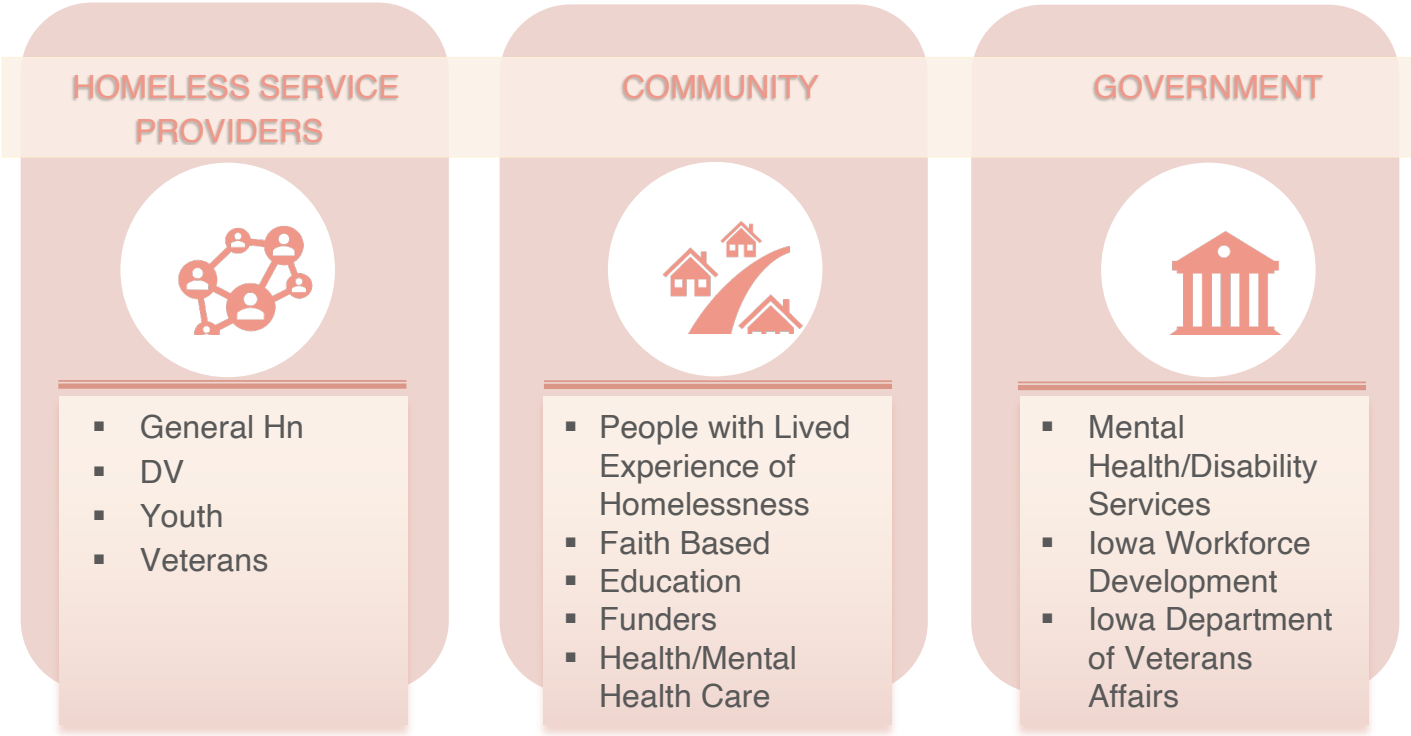 HOMELESS SERVICE
PROVIDERS
▪ General Hn
▪ DV
▪ Youth
▪ Veterans
COMMUNITY
▪ People with Lived
Experience of
Homelessness
▪ Faith Based
▪ Education
▪ Funders
▪ Health/Mental
Health Care
GOVERNMENT
▪ Mental
Health/Disability
Services
▪ Iowa Workforce
Development
▪ Iowa Department
of Veterans
Affairs